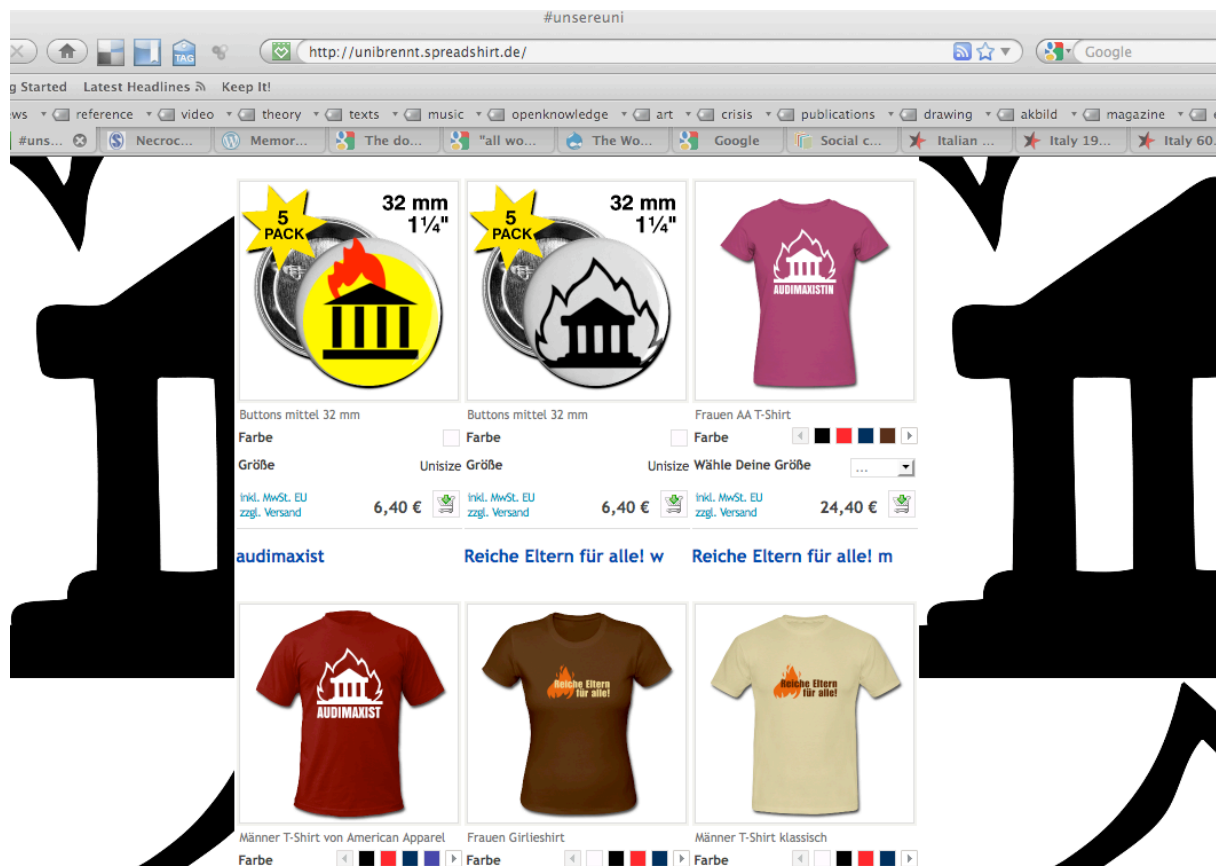 #unsereuni
http://unibrennt.spreadshirt.de/
Google
g Started Latest Headlines Keep It!
ws reference video theory texts music openknowledge art crisis publications drawing akbild magazine
#uns... Necroc... Memor... The do... "all wo... The Wo... Google Social c... Italian ... Italy 19... Italy 60.
TAG
5 PACK
32 mm
1¼"
5 PACK
32 mm
1¼"
AUDIMAXISTIN
Buttons mittel 32 mm
Farbe
Größe Unisize
inkl. MwSt. EU
zzgl. Versand
6,40 €
Buttons mittel 32 mm
Farbe
Größe Unisize
inkl. MwSt. EU
zzgl. Versand
6,40 €
Frauen AA T-Shirt
Farbe
Wähle Deine Größe ...
inkl. MwSt. EU
zzgl. Versand
24,40 €
audimaxist
Reiche Eltern für alle! w
Reiche Eltern für alle! m
AUDIMAXIST
Reiche Eltern
für alle!
Reiche Eltern
für alle!
Männer T-Shirt von American Apparel
Farbe
Frauen Girlieshirt
Farbe
Männer T-Shirt klassisch
Farbe